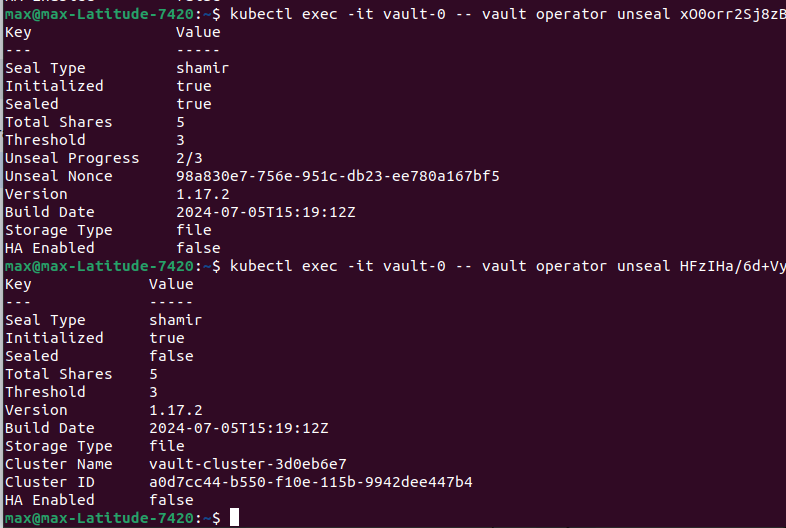 max@max-Latitude-7420:~$ kubectl exec -it vault-0 -- vault operator unseal xO0orr2Sj8zB
Key                Value
---                -----
Seal Type          shamir
Initialized        true
Sealed             true
Total Shares       5
Threshold          3
Unseal Progress    2/3
Unseal Nonce       98a830e7-756e-951c-db23-ee780a167bf5
Version            1.17.2
Build Date         2024-07-05T15:19:12Z
Storage Type       file
HA Enabled         false
max@max-Latitude-7420:~$ kubectl exec -it vault-0 -- vault operator unseal HFzIHa/6d+Vy
Key             Value
---             -----
Seal Type       shamir
Initialized     true
Sealed          false
Total Shares    5
Threshold       3
Version         1.17.2
Build Date      2024-07-05T15:19:12Z
Storage Type    file
Cluster Name    vault-cluster-3d0eb6e7
Cluster ID      a0d7cc44-b550-f10e-115b-9942dee447b4
HA Enabled      false
max@max-Latitude-7420:~$